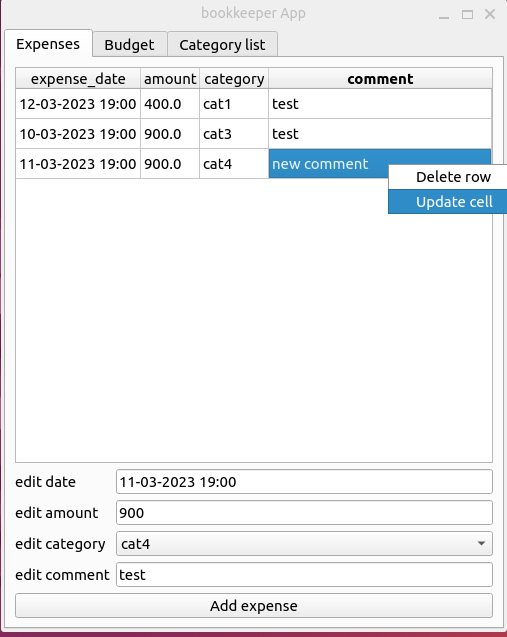 bookkeeper App
Expenses Budget Category list
expense_date amount category comment
12-03-2023 19:00 400.0 cat1 test
10-03-2023 19:00 900.0 cat3 test
11-03-2023 19:00 900.0 cat4 new comment
Delete row
Update cell
edit date 11-03-2023 19:00
edit amount 900
edit category cat4
edit comment test
Add expense